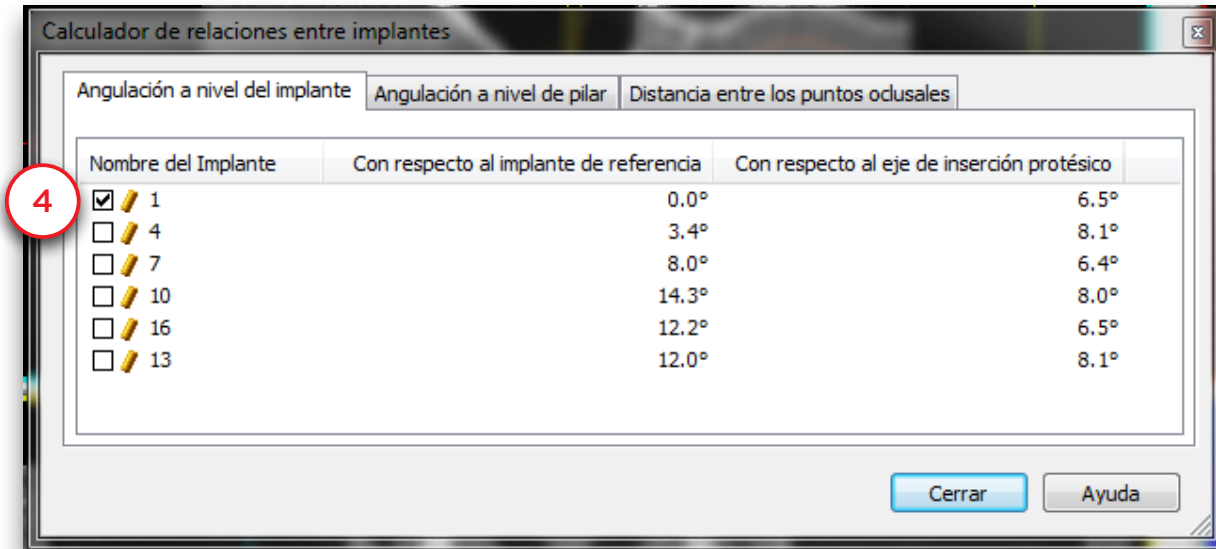 Calculador de relaciones entre implantes
Angulación a nivel del implante Angulación a nivel de pilar Distancia entre los puntos oclusales
Nombre del Implante Con respecto al implante de referencia Con respecto al eje de inserción protésico
4
1 0.0° 6.5°
4 3.4° 8.1°
7 8.0° 6.4°
10 14.3° 8.0°
16 12.2° 6.5°
13 12.0° 8.1°
Cerrar Ayuda